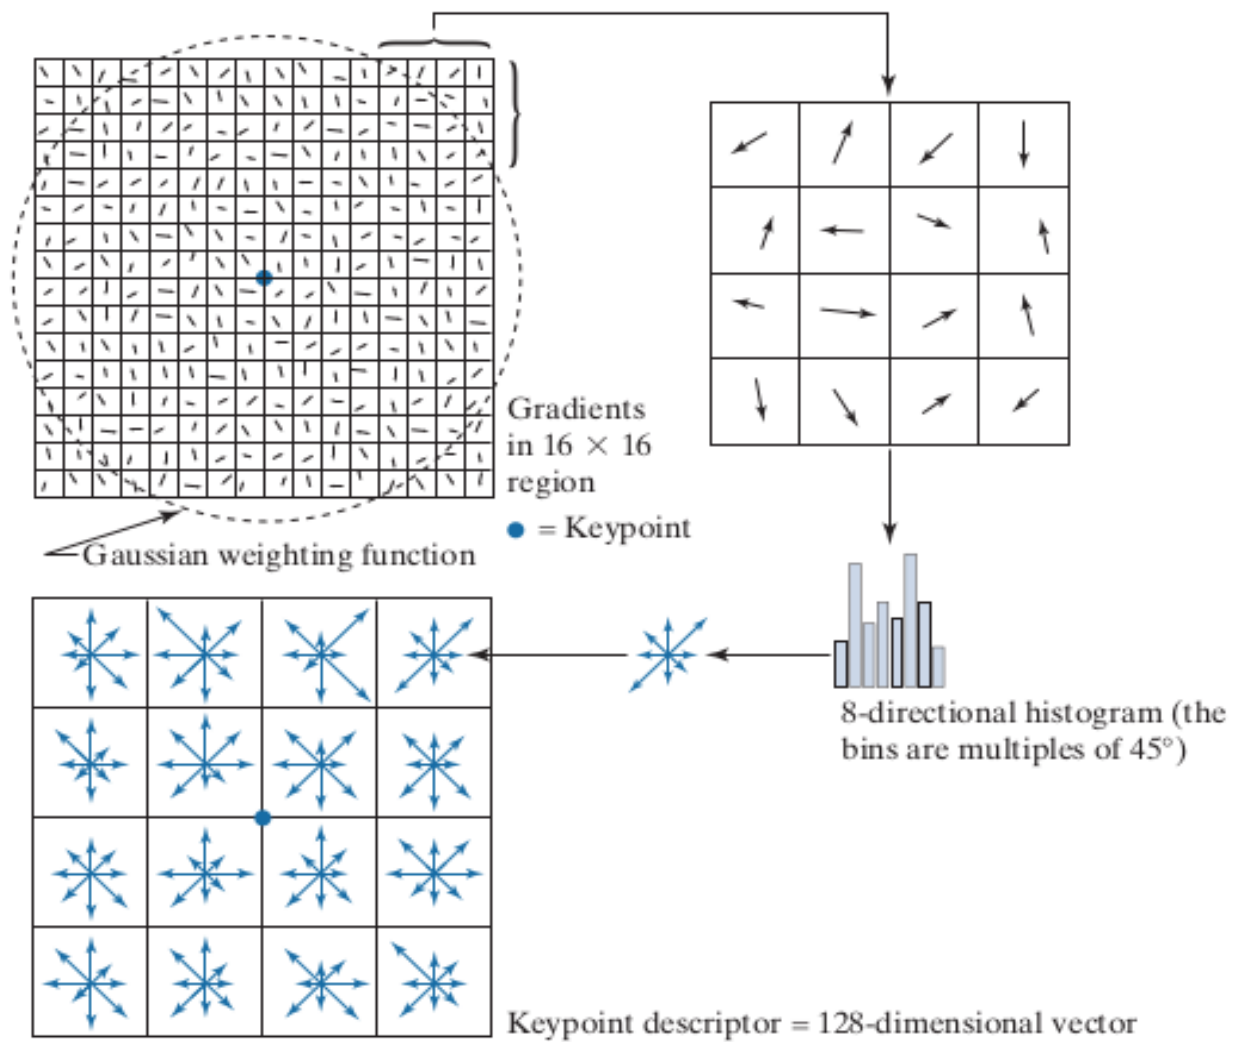 Gradients
in 16 × 16
region
= Keypoint
Gaussian weighting function
8-directional histogram (the
bins are multiples of 45°)
Keypoint descriptor = 128-dimensional vector